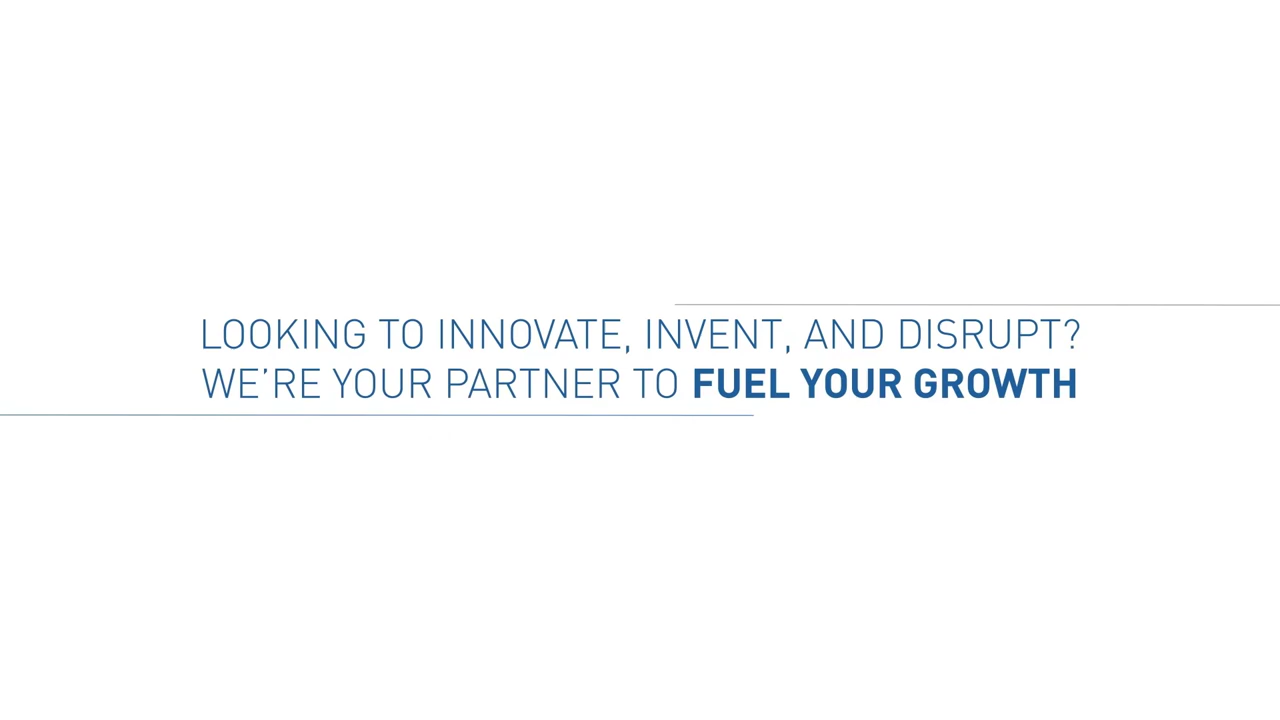 LOOKING TO INNOVATE, INVENT, AND DISRUPT?
WE’RE YOUR PARTNER TO FUEL YOUR GROWTH